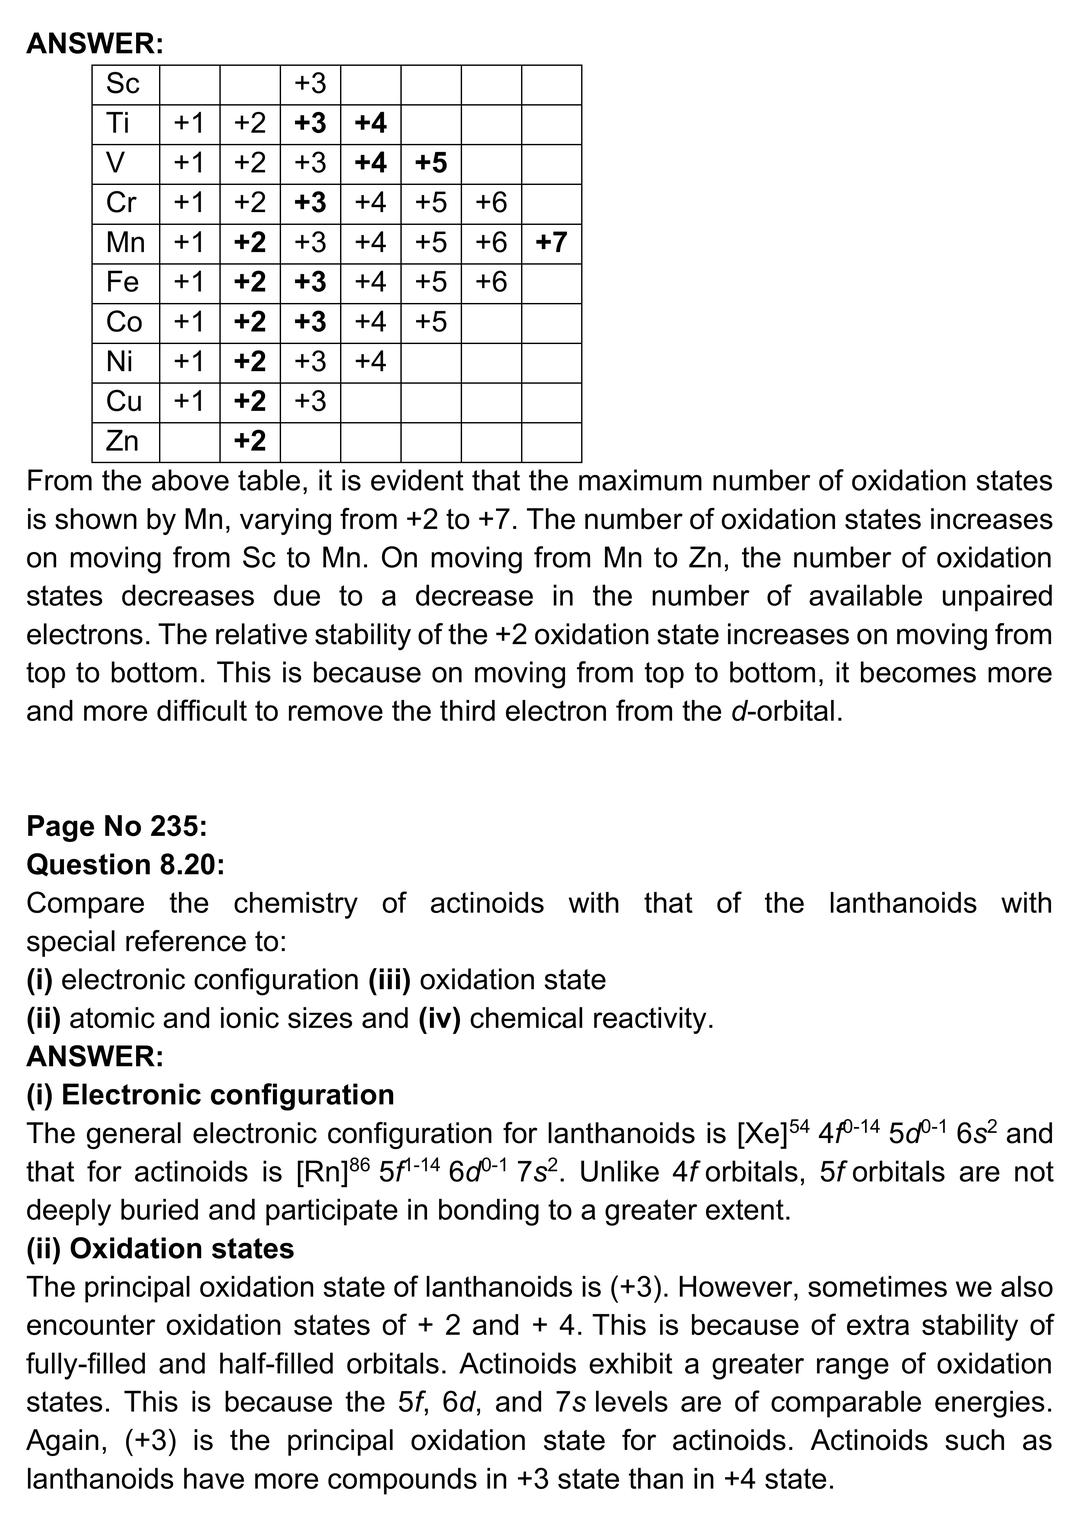 ANSWER:
Sc +3
Ti +1 +2 +3 +4
V +1 +2 +3 +4 +5
Cr +1 +2 +3 +4 +5 +6
Mn +1 +2 +3 +4 +5 +6 +7
Fe +1 +2 +3 +4 +5 +6
Co +1 +2 +3 +4 +5
Ni +1 +2 +3 +4
Cu +1 +2 +3
Zn +2
From the above table, it is evident that the maximum number of oxidation states
is shown by Mn, varying from +2 to +7. The number of oxidation states increases
on moving from Sc to Mn. On moving from Mn to Zn, the number of oxidation
states decreases due to a decrease in the number of available unpaired
electrons. The relative stability of the +2 oxidation state increases on moving from
top to bottom. This is because on moving from top to bottom, it becomes more
and more difficult to remove the third electron from the d-orbital.
Page No 235:
Question 8.20:
Compare the chemistry of actinoids with that of the lanthanoids with
special reference to:
(i) electronic configuration (iii) oxidation state
(ii) atomic and ionic sizes and (iv) chemical reactivity.
ANSWER:
(i) Electronic configuration
The general electronic configuration for lanthanoids is [Xe]⁵⁴ 4f⁰⁻¹⁴ 5d⁰⁻¹ 6s² and
that for actinoids is [Rn]⁸⁶ 5f¹⁻¹⁴ 6d⁰⁻¹ 7s². Unlike 4f orbitals, 5f orbitals are not
deeply buried and participate in bonding to a greater extent.
(ii) Oxidation states
The principal oxidation state of lanthanoids is (+3). However, sometimes we also
encounter oxidation states of + 2 and + 4. This is because of extra stability of
fully-filled and half-filled orbitals. Actinoids exhibit a greater range of oxidation
states. This is because the 5f, 6d, and 7s levels are of comparable energies.
Again, (+3) is the principal oxidation state for actinoids. Actinoids such as
lanthanoids have more compounds in +3 state than in +4 state.